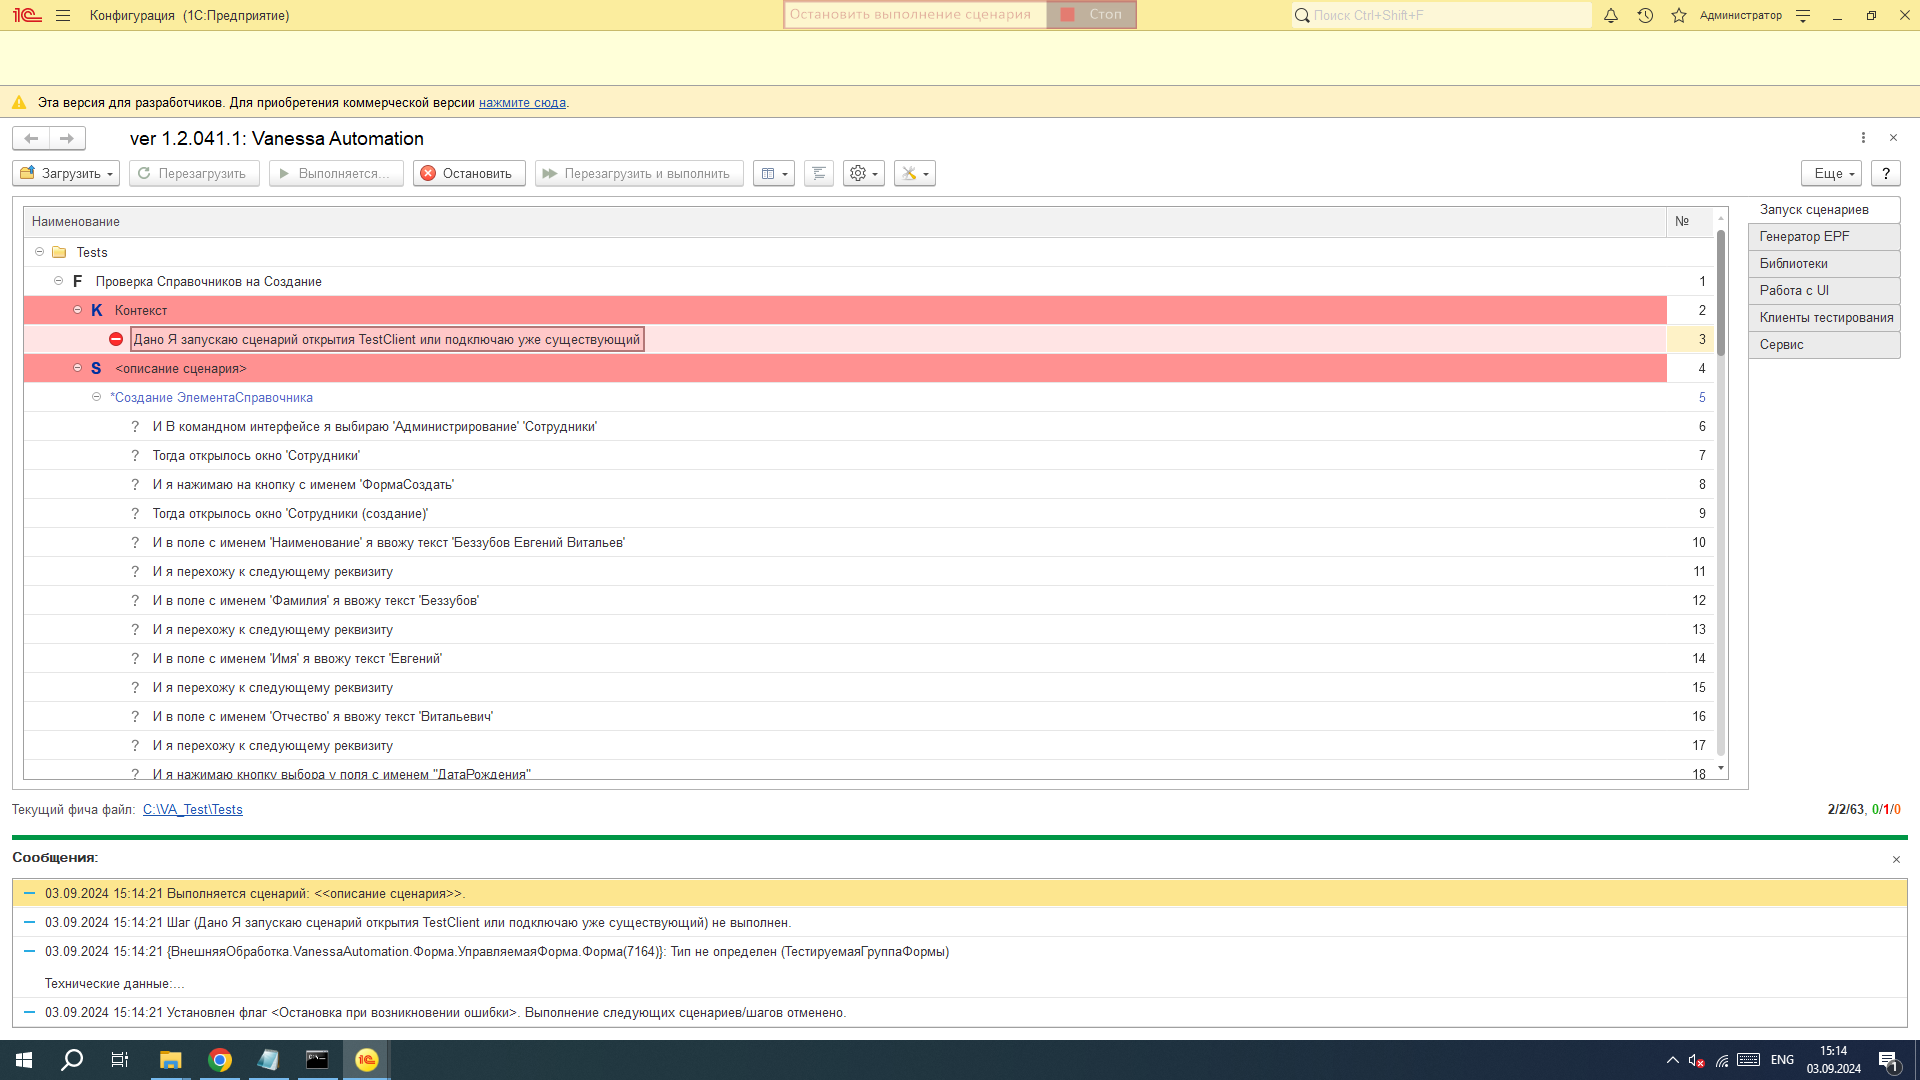 Конфигурация  (1С:Предприятие)
Остановить выполнение сценария
Стоп
Поиск Ctrl+Shift+F
Администратор
Эта версия для разработчиков. Для приобретения коммерческой версии нажмите сюда.
ver 1.2.041.1: Vanessa Automation
Загрузить
Перезагрузить
Выполняется...
Остановить
Перезагрузить и выполнить
Еще
?
Наименование
№
Запуск сценариев
Генератор EPF
Библиотеки
Работа с UI
Клиенты тестирования
Сервис
Tests
F Проверка Справочников на Создание 1
K Контекст 2
Дано Я запускаю сценарий открытия TestClient или подключаю уже существующий 3
S <описание сценария> 4
*Создание ЭлементаСправочника 5
? И В командном интерфейсе я выбираю 'Администрирование' 'Сотрудники' 6
? Тогда открылось окно 'Сотрудники' 7
? И я нажимаю на кнопку с именем 'ФормаСоздать' 8
? Тогда открылось окно 'Сотрудники (создание)' 9
? И в поле с именем 'Наименование' я ввожу текст 'Беззубов Евгений Витальев' 10
? И я перехожу к следующему реквизиту 11
? И в поле с именем 'Фамилия' я ввожу текст 'Беззубов' 12
? И я перехожу к следующему реквизиту 13
? И в поле с именем 'Имя' я ввожу текст 'Евгений' 14
? И я перехожу к следующему реквизиту 15
? И в поле с именем 'Отчество' я ввожу текст 'Витальевич' 16
? И я перехожу к следующему реквизиту 17
? И я нажимаю кнопку выбора у поля с именем "ДатаРождения" 18
Текущий фича файл: C:\VA_Test\Tests
2/2/63, 0/1/0
Сообщения:
03.09.2024 15:14:21 Выполняется сценарий: <<описание сценария>>.
03.09.2024 15:14:21 Шаг (Дано Я запускаю сценарий открытия TestClient или подключаю уже существующий) не выполнен.
03.09.2024 15:14:21 {ВнешняяОбработка.VanessaAutomation.Форма.УправляемаяФорма.Форма(7164)}: Тип не определен (ТестируемаяГруппаФормы)
Технические данные:...
03.09.2024 15:14:21 Установлен флаг <Остановка при возникновении ошибки>. Выполнение следующих сценариев/шагов отменено.
ENG
15:14
03.09.2024
1